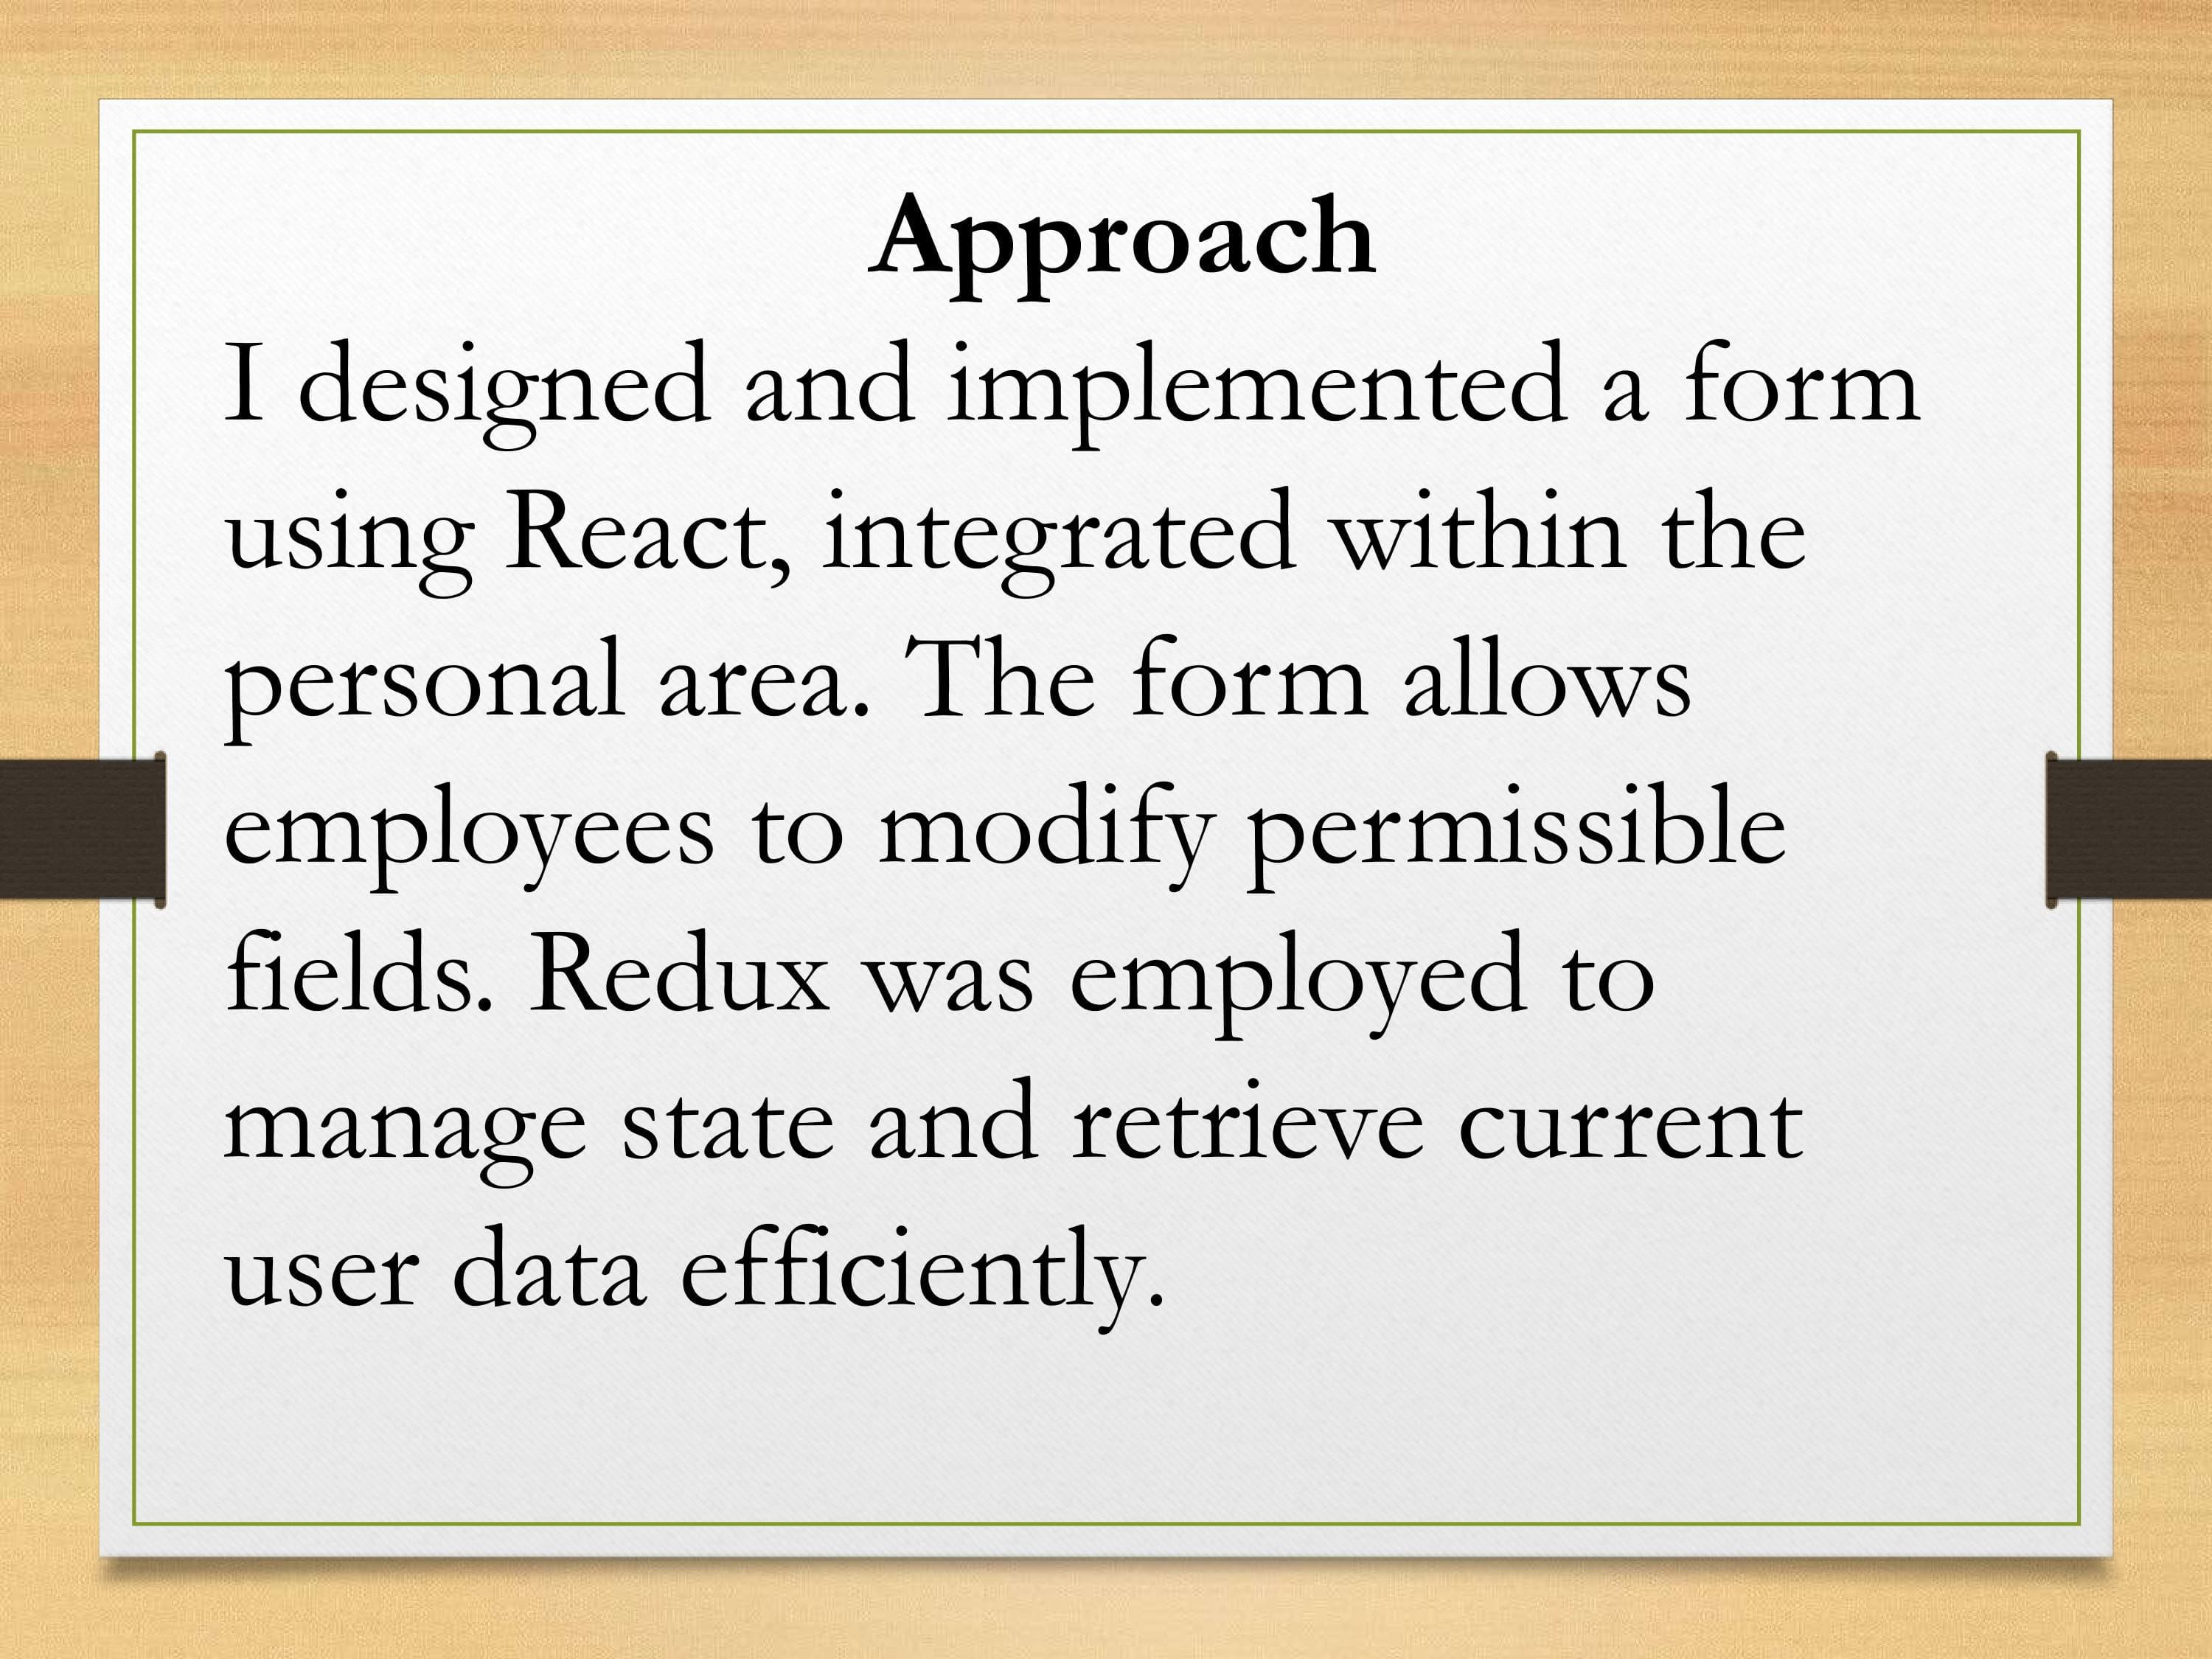 Approach
I designed and implemented a form
using React, integrated within the
personal area. The form allows
employees to modify permissible
fields. Redux was employed to
manage state and retrieve current
user data efficiently.